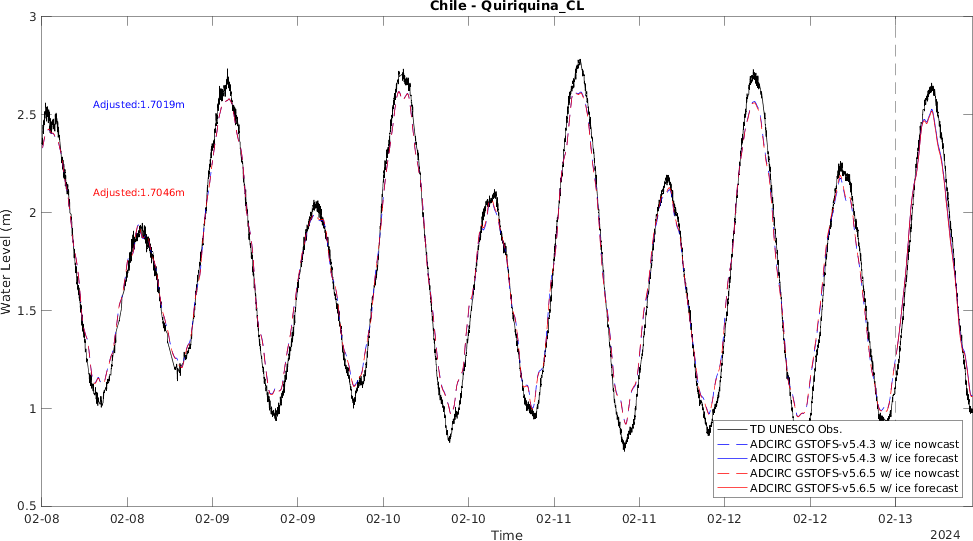 Chile - Quiriquina_CL
3
2.5
2
1.5
1
0.5
Water Level (m)
Adjusted:1.7019m
Adjusted:1.7046m
TD UNESCO Obs.
ADCIRC GSTOFS-v5.4.3 w/ ice nowcast
ADCIRC GSTOFS-v5.4.3 w/ ice forecast
ADCIRC GSTOFS-v5.6.5 w/ ice nowcast
ADCIRC GSTOFS-v5.6.5 w/ ice forecast
02-08 02-08 02-09 02-09 02-10 02-10 02-11 02-11 02-12 02-12 02-13
Time
2024